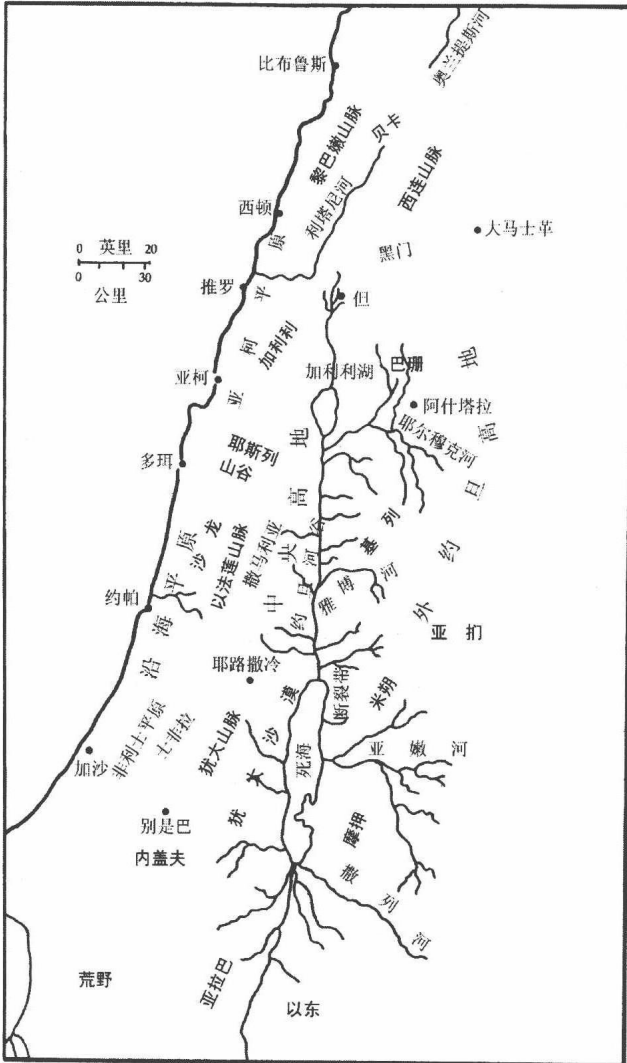 奥兰提斯河
比布鲁斯
黎巴嫩山脉
贝卡
西连山脉
利塔尼河
西顿
大马士革
0 英里 20
0 30
公里
黑门
推罗
但
亚柯平原
加利利
加利利湖
巴珊
亚柯
阿什塔拉
耶尔穆克河
外约旦高地
多珥
耶斯列
山谷
中央高地
基列
沙龙
以法莲山脉
撒马利亚
约旦河谷
雅博河
约帕
沿海平原
亚扪
耶路撒冷
断裂带
米朔
犹大沙漠
死海
亚嫩河
加沙
非利士平原
士非拉
犹大山脉
别是巴
摩押
内盖夫
撒列河
亚拉巴
荒野
以东